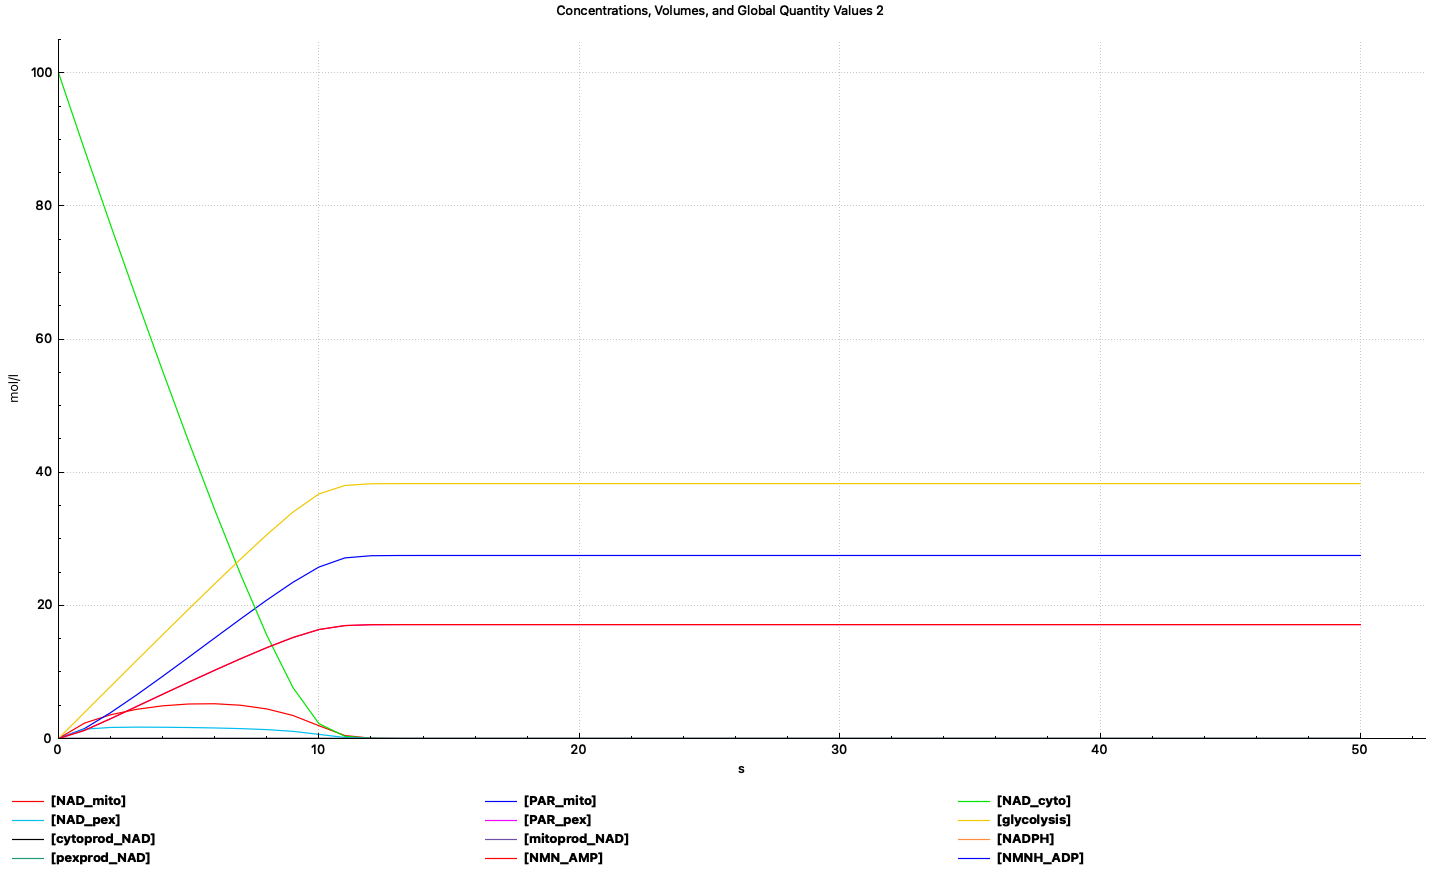 Concentrations, Volumes, and Global Quantity Values 2
100
80
60
40
20
0
mol/l
0 10 20 30 40 50
s
[NAD_mito] [PAR_mito] [NAD_cyto]
[NAD_pex] [PAR_pex] [glycolysis]
[cytoprod_NAD] [mitoprod_NAD] [NADPH]
[pexprod_NAD] [NMN_AMP] [NMNH_ADP]